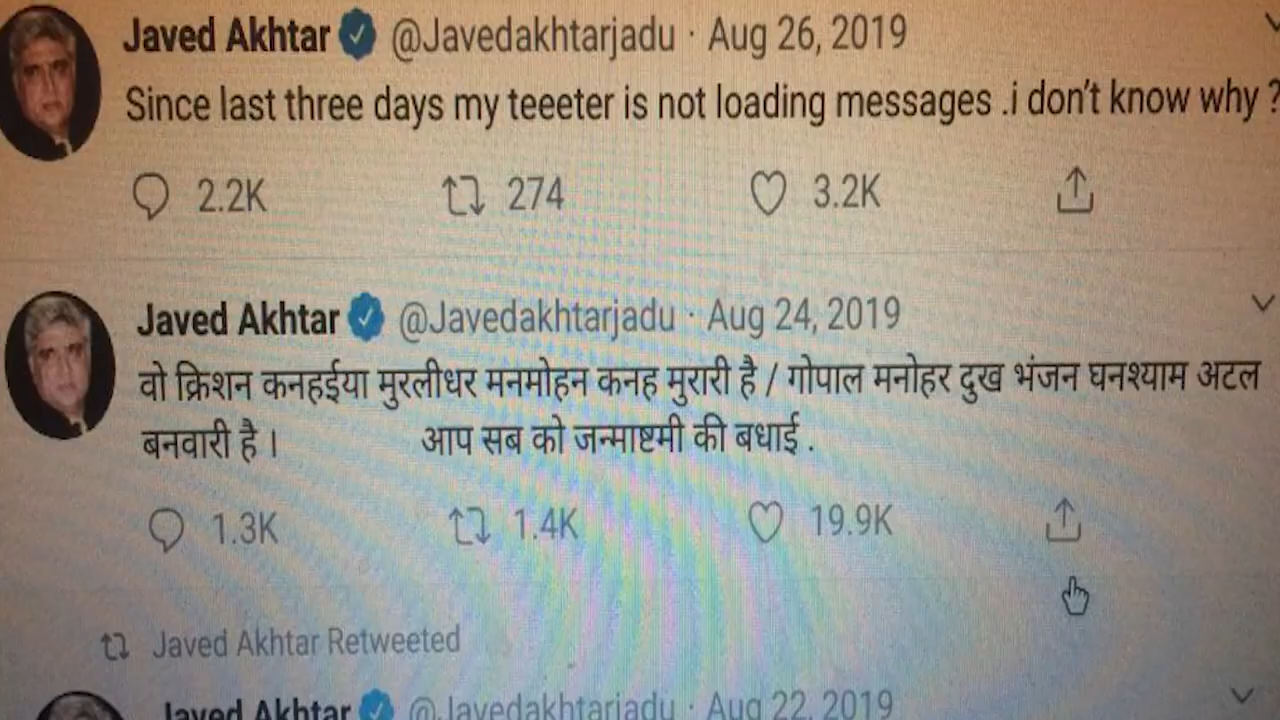 Javed Akhtar @Javedakhtarjadu · Aug 26, 2019
Since last three days my teeeter is not loading messages .i don't know why ?
2.2K 274 3.2K
Javed Akhtar @Javedakhtarjadu · Aug 24, 2019
वो क्रिशन कनहईया मुरलीधर मनमोहन कनह मुरारी है / गोपाल मनोहर दुख भंजन घनश्याम अटल
बनवारी है । आप सब को जन्माष्टमी की बधाई .
1.3K 1.4K 19.9K
Javed Akhtar Retweeted
Javed Akhtar @Javedakhtarjadu · Aug 22, 2019